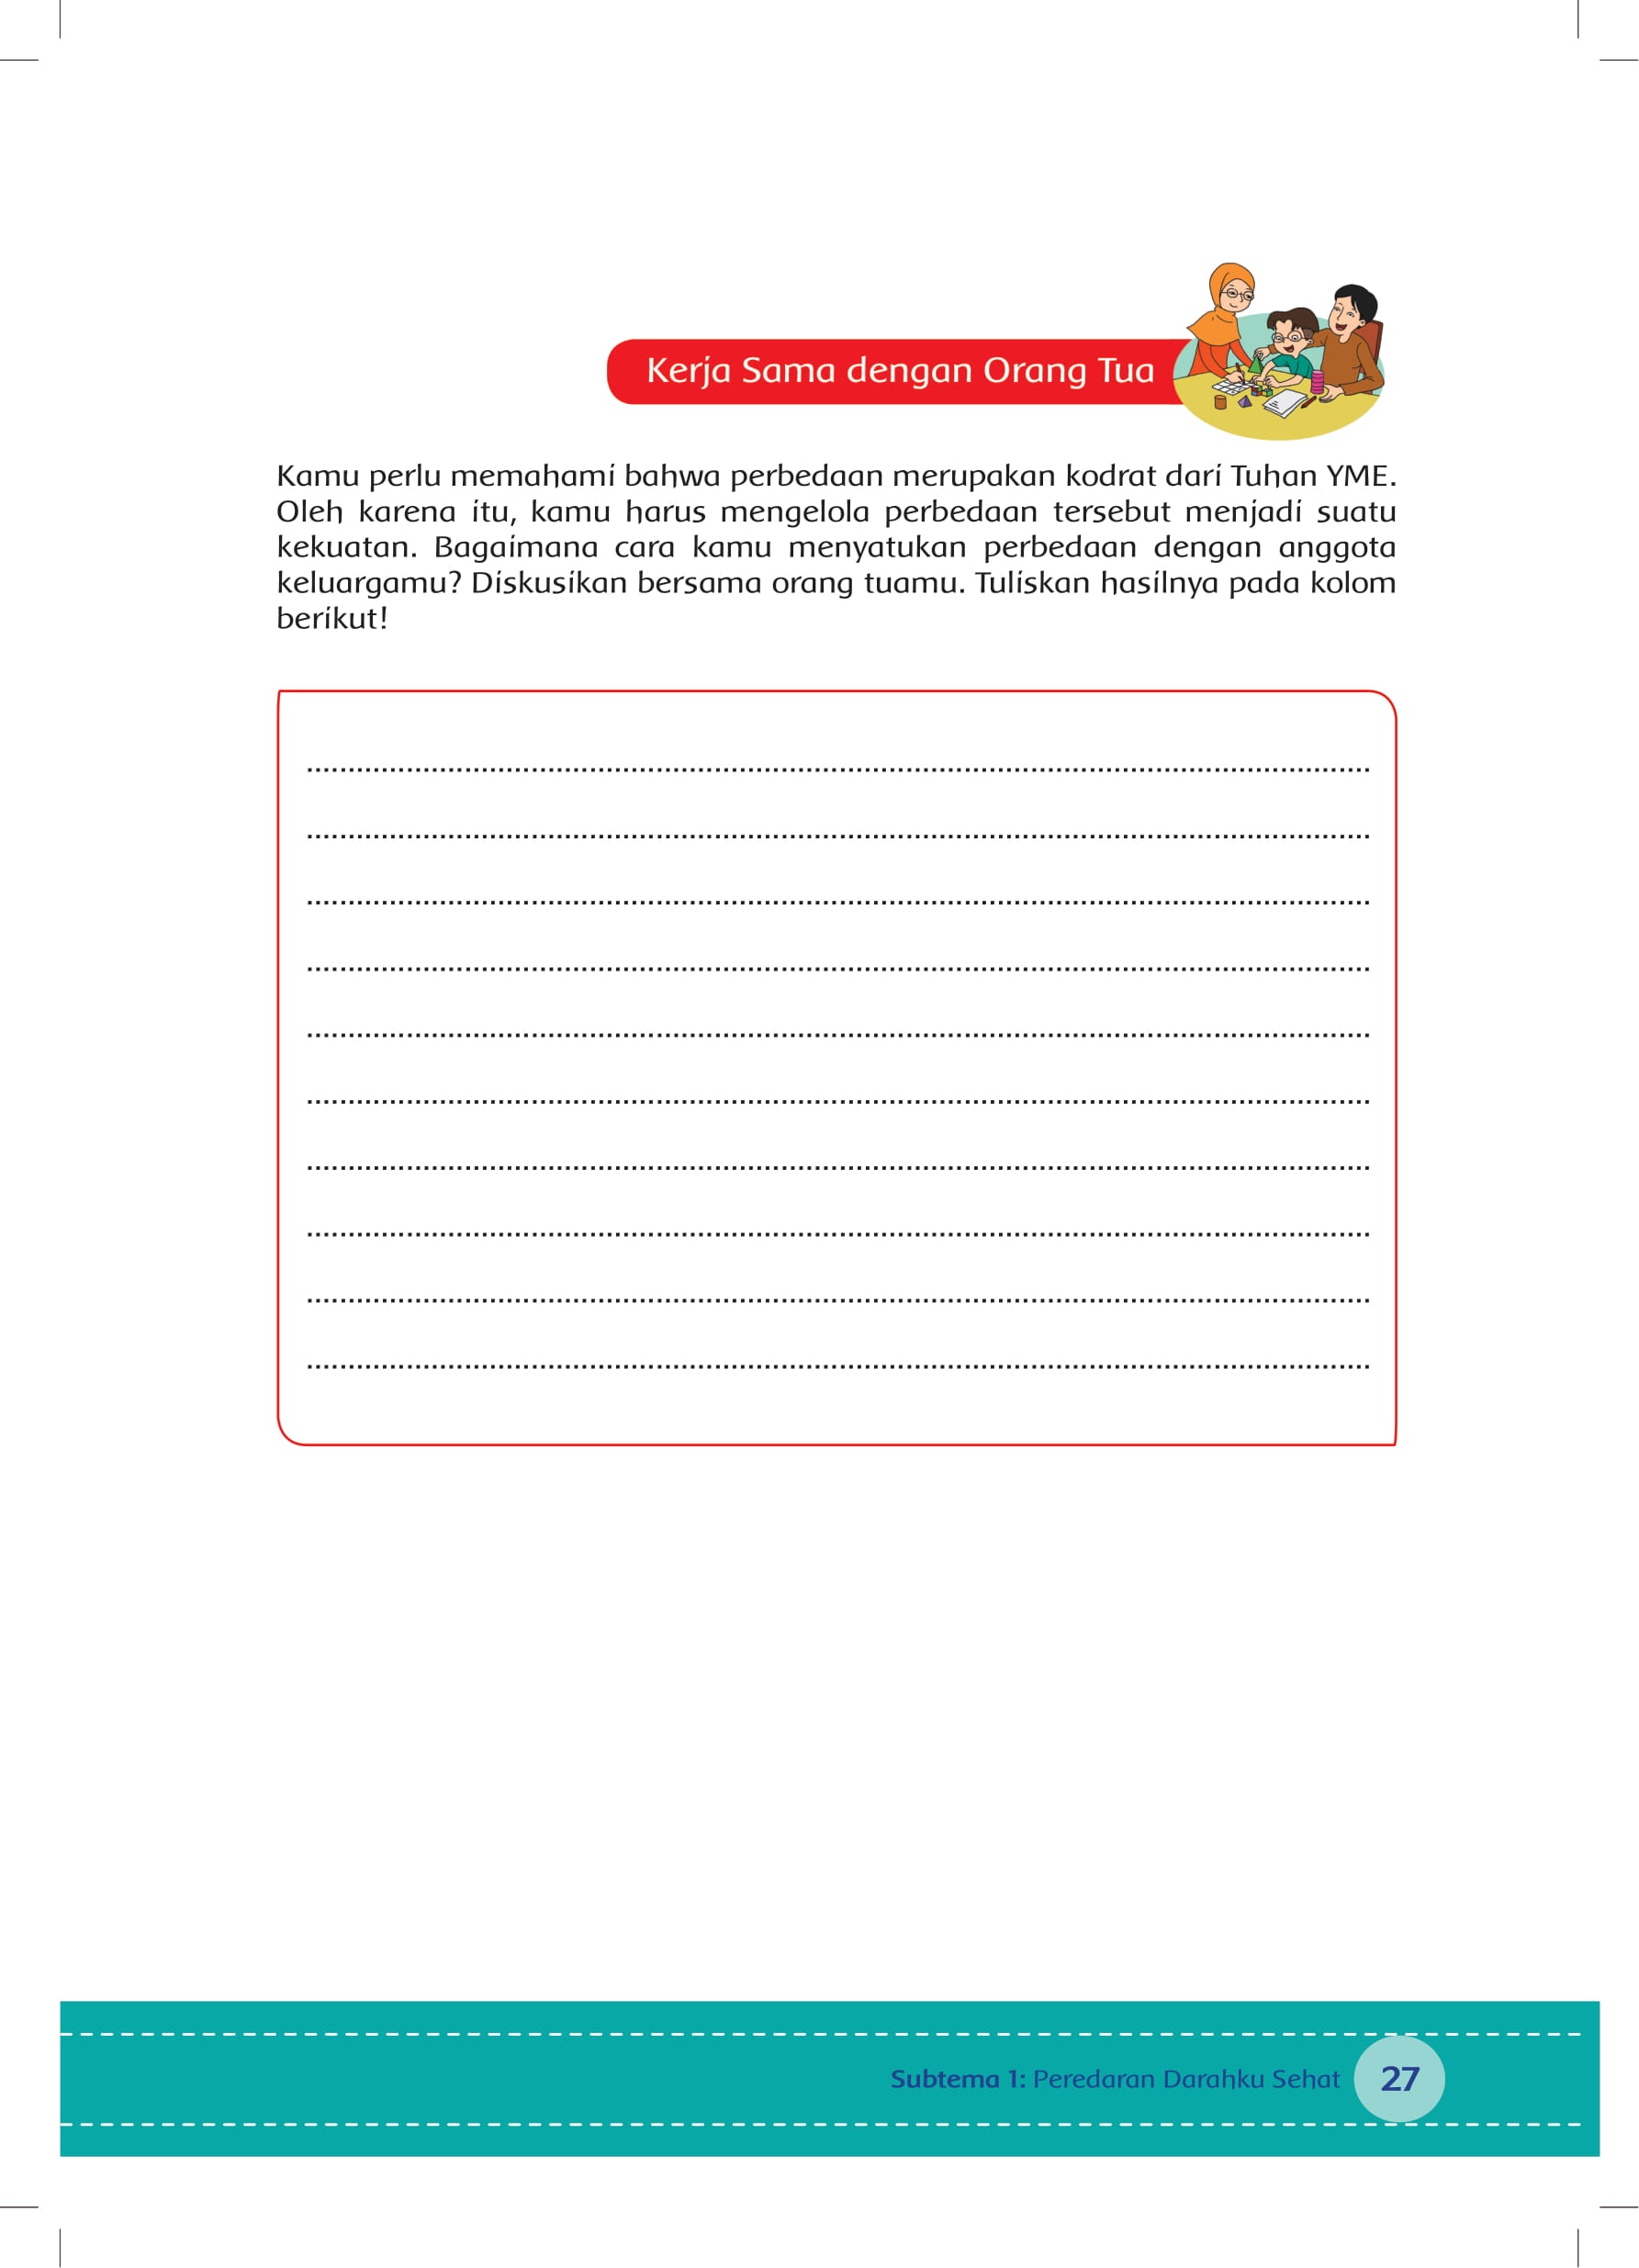 Kerja Sama dengan Orang Tua
Kamu perlu memahami bahwa perbedaan merupakan kodrat dari Tuhan YME.
Oleh karena itu, kamu harus mengelola perbedaan tersebut menjadi suatu
kekuatan. Bagaimana cara kamu menyatukan perbedaan dengan anggota
keluargamu? Diskusikan bersama orang tuamu. Tuliskan hasilnya pada kolom
berikut!
Subtema 1: Peredaran Darahku Sehat 27